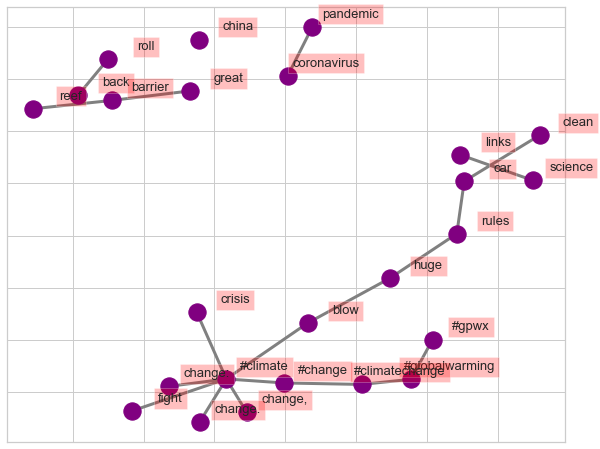 pandemic
china
roll
coronavirus
great
back
barrier
reef
clean
links
car
science
rules
huge
crisis
blow
#gpwx
#climate
#globalwarming
#change
#climatechange
change
fight
change,
change.